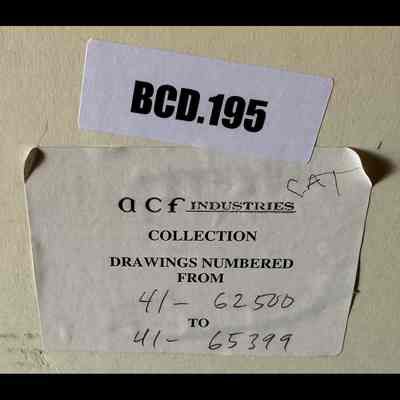 BCD.195
CAT
acf INDUSTRIES
COLLECTION
DRAWINGS NUMBERED
FROM
41- 62500
TO
41- 65399